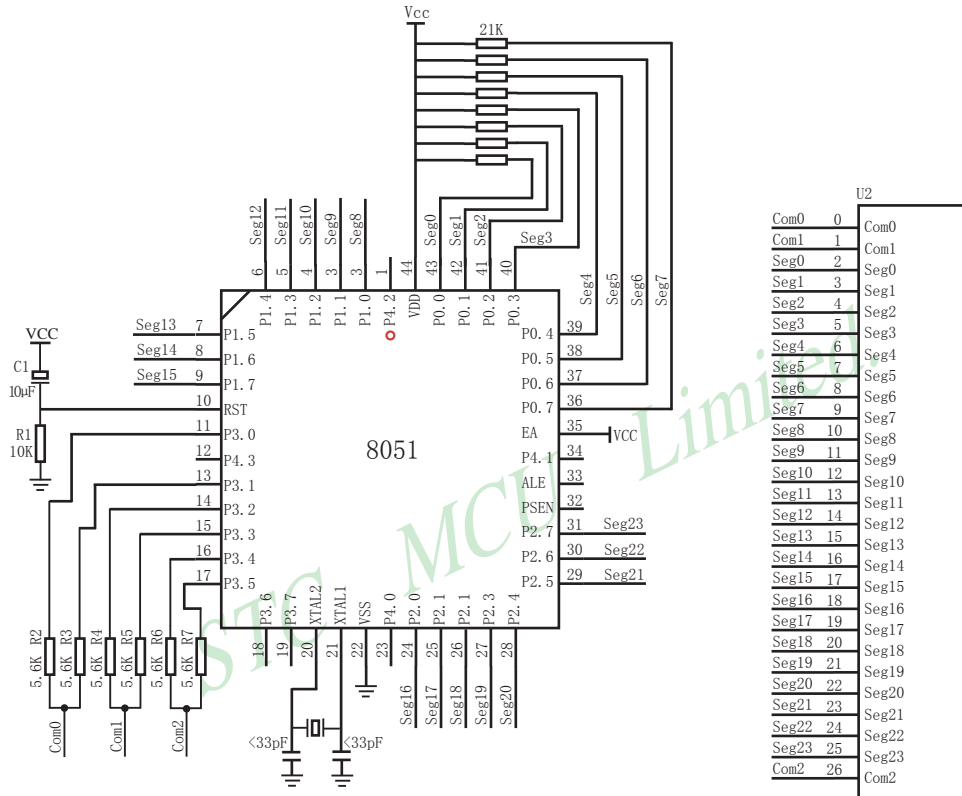 Vcc
21K
Seg12
Seg11
Seg10
Seg9
Seg8
Seg0
Seg1
Seg2
Seg3
Seg4
Seg5
Seg6
Seg7
6
5
4
3
3
1
44
43
42
41
40
P1.4
P1.3
P1.2
P1.1
P1.0
P4.2
VDD
P0.0
P0.1
P0.2
P0.3
Seg13 7 P1.5
Seg14 8 P1.6
Seg15 9 P1.7
10 RST
11 P3.0
12 P4.3
13 P3.1
14 P3.2
15 P3.3
16 P3.4
17 P3.5
VCC
C1
10μF
R1
10K
8051
P0.4 39
P0.5 38
P0.6 37
P0.7 36
EA 35 VCC
P4.1 34
ALE 33
PSEN 32
P2.7 31 Seg23
P2.6 30 Seg22
P2.5 29 Seg21
P3.6
P3.7
XTAL2
XTAL1
VSS
P4.0
P2.0
P2.1
P2.1
P2.3
P2.4
18
19
20
21
22
23
24
25
26
27
28
Seg16
Seg17
Seg18
Seg19
Seg20
5.6K R2
5.6K R3
5.6K R4
5.6K R5
5.6K R6
5.6K R7
Com0
Com1
Com2
<33pF
<33pF
U2
Com0 0 Com0
Com1 1 Com1
Seg0 2 Seg0
Seg1 3 Seg1
Seg2 4 Seg2
Seg3 5 Seg3
Seg4 6 Seg4
Seg5 7 Seg5
Seg6 8 Seg6
Seg7 9 Seg7
Seg8 10 Seg8
Seg9 11 Seg9
Seg10 12 Seg10
Seg11 13 Seg11
Seg12 14 Seg12
Seg13 15 Seg13
Seg14 16 Seg14
Seg15 17 Seg15
Seg16 18 Seg16
Seg17 19 Seg17
Seg18 20 Seg18
Seg19 21 Seg19
Seg20 22 Seg20
Seg21 23 Seg21
Seg22 24 Seg22
Seg23 25 Seg23
Com2 26 Com2
STC MCU Limited.